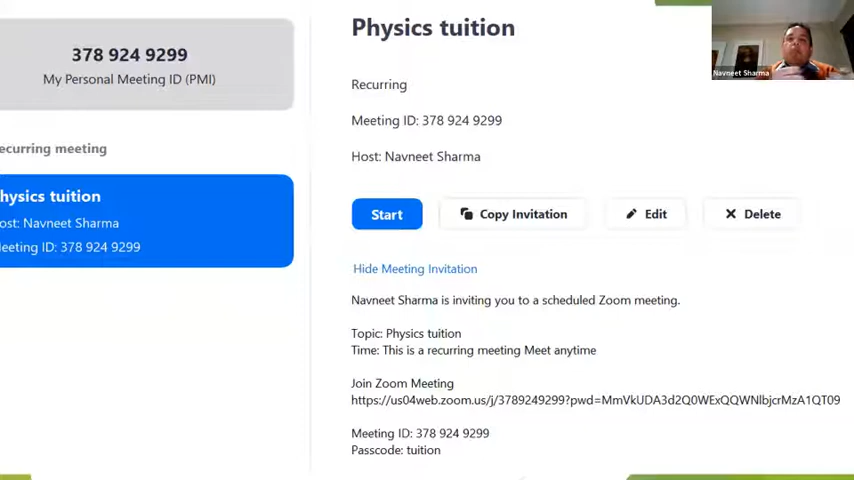 378 924 9299
My Personal Meeting ID (PMI)
ecurring meeting
hysics tuition
ost: Navneet Sharma
eeting ID: 378 924 9299
Physics tuition
Recurring
Meeting ID: 378 924 9299
Host: Navneet Sharma
Start
Copy Invitation
Edit
Delete
Hide Meeting Invitation
Navneet Sharma is inviting you to a scheduled Zoom meeting.
Topic: Physics tuition
Time: This is a recurring meeting Meet anytime
Join Zoom Meeting
https://us04web.zoom.us/j/3789249299?pwd=MmVkUDA3d2Q0WExQQWNlbjcrMzA1QT09
Meeting ID: 378 924 9299
Passcode: tuition
Navneet Sharma